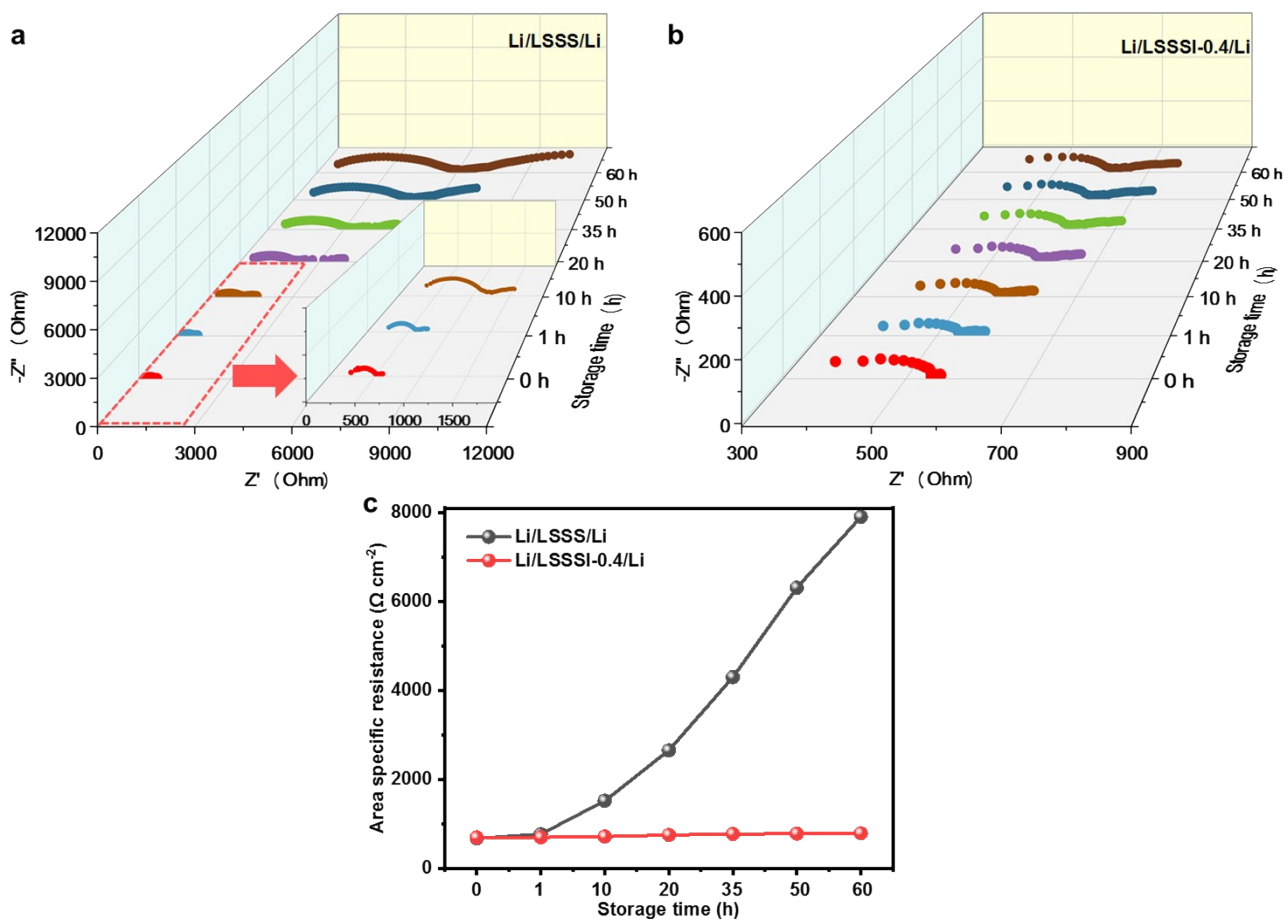 a
Li/LSSS/Li
60 h
50 h
35 h
20 h
10 h
1 h
0 h
Storage time (h)
12000
9000
6000
3000
0
-Z'' (Ohm)
0 3000 6000 9000 12000
Z' (Ohm)
0 500 1000 1500
b
Li/LSSSI-0.4/Li
60 h
50 h
35 h
20 h
10 h
1 h
0 h
Storage time (h)
600
400
200
0
-Z'' (Ohm)
300 500 700 900
Z' (Ohm)
c
Li/LSSS/Li
Li/LSSSI-0.4/Li
8000
6000
4000
2000
0
Area specific resistance (Ω cm⁻²)
0 1 10 20 35 50 60
Storage time (h)